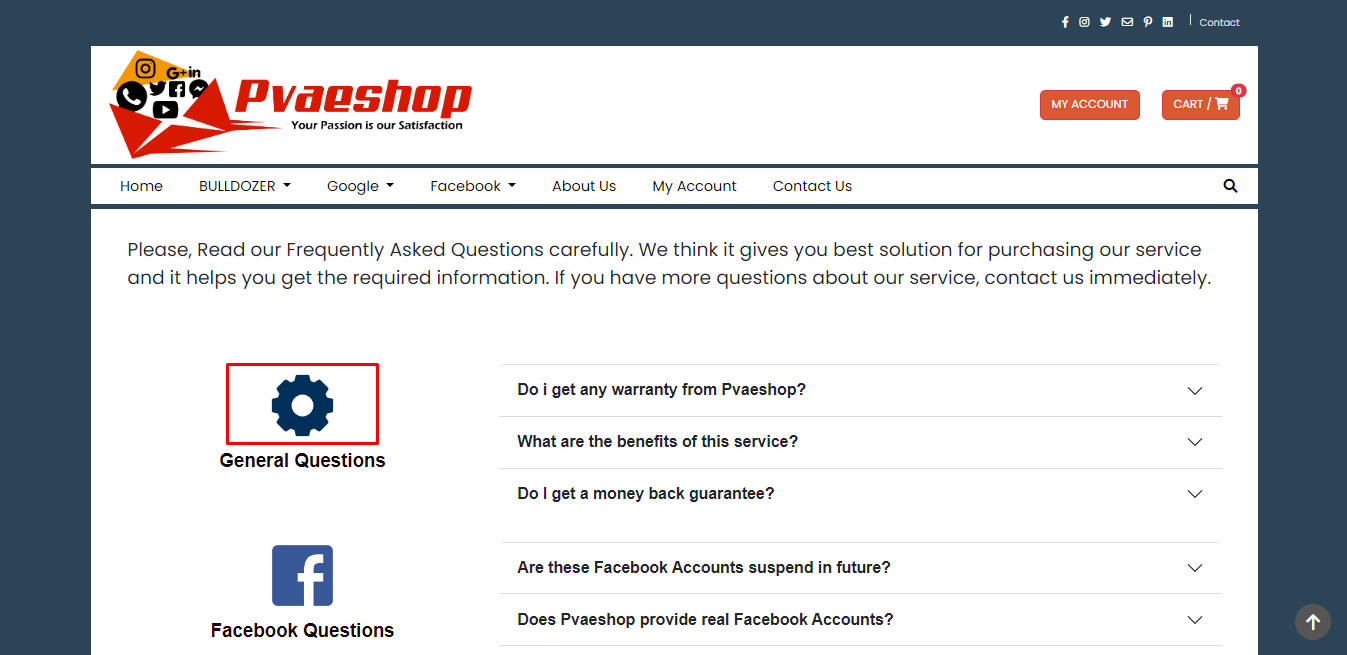 Contact
G+ in
Pvaeshop
Your Passion is our Satisfaction
MY ACCOUNT
CART /
0
Home
BULLDOZER
Google
Facebook
About Us
My Account
Contact Us
Please, Read our Frequently Asked Questions carefully. We think it gives you best solution for purchasing our service
and it helps you get the required information. If you have more questions about our service, contact us immediately.
General Questions
Do i get any warranty from Pvaeshop?
What are the benefits of this service?
Do I get a money back guarantee?
Facebook Questions
Are these Facebook Accounts suspend in future?
Does Pvaeshop provide real Facebook Accounts?